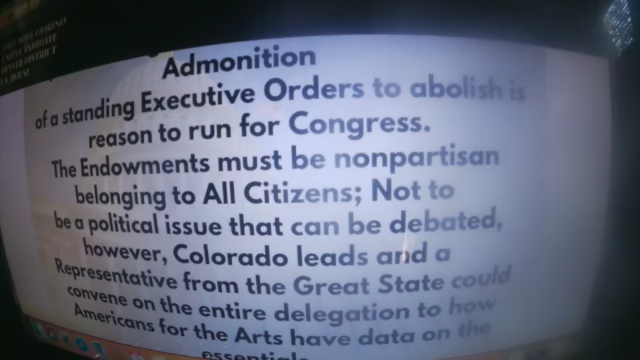 Admonition
of a standing Executive Orders to abolish is
reason to run for Congress.
The Endowments must be nonpartisan
belonging to All Citizens; Not to
be a political issue that can be debated,
however, Colorado leads and a
Representative from the Great State could
convene on the entire delegation to how
Americans for the Arts have data on the
essentials